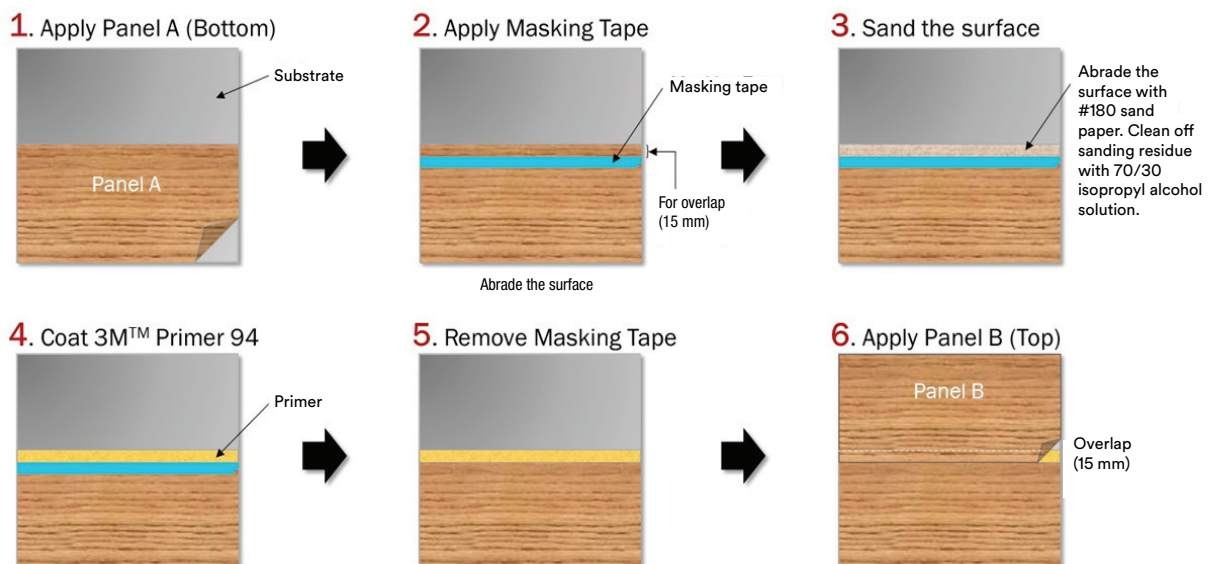 1. Apply Panel A (Bottom)
Substrate
Panel A
2. Apply Masking Tape
Masking tape
For overlap
(15 mm)
Abrade the surface
3. Sand the surface
Abrade the
surface with
#180 sand
paper. Clean off
sanding residue
with 70/30
isopropyl alcohol
solution.
4. Coat 3M™ Primer 94
Primer
5. Remove Masking Tape
6. Apply Panel B (Top)
Panel B
Overlap
(15 mm)